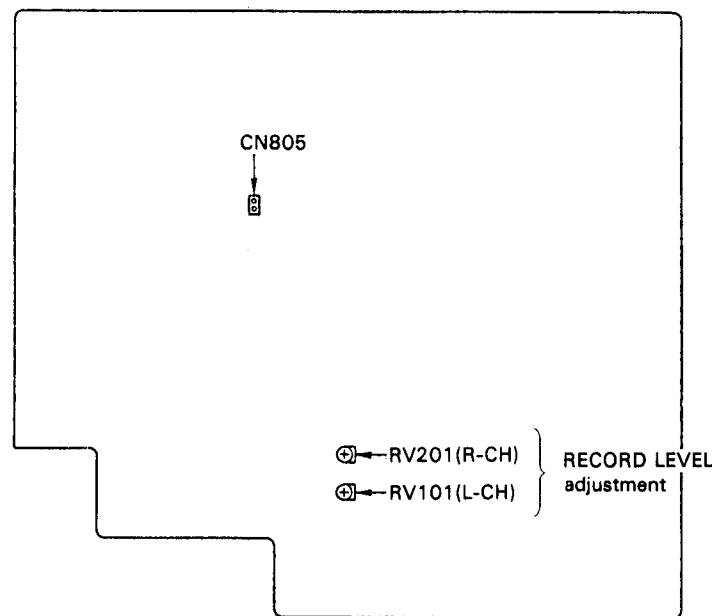 CN805
RV201(R-CH)
RV101(L-CH)
RECORD LEVEL
adjustment